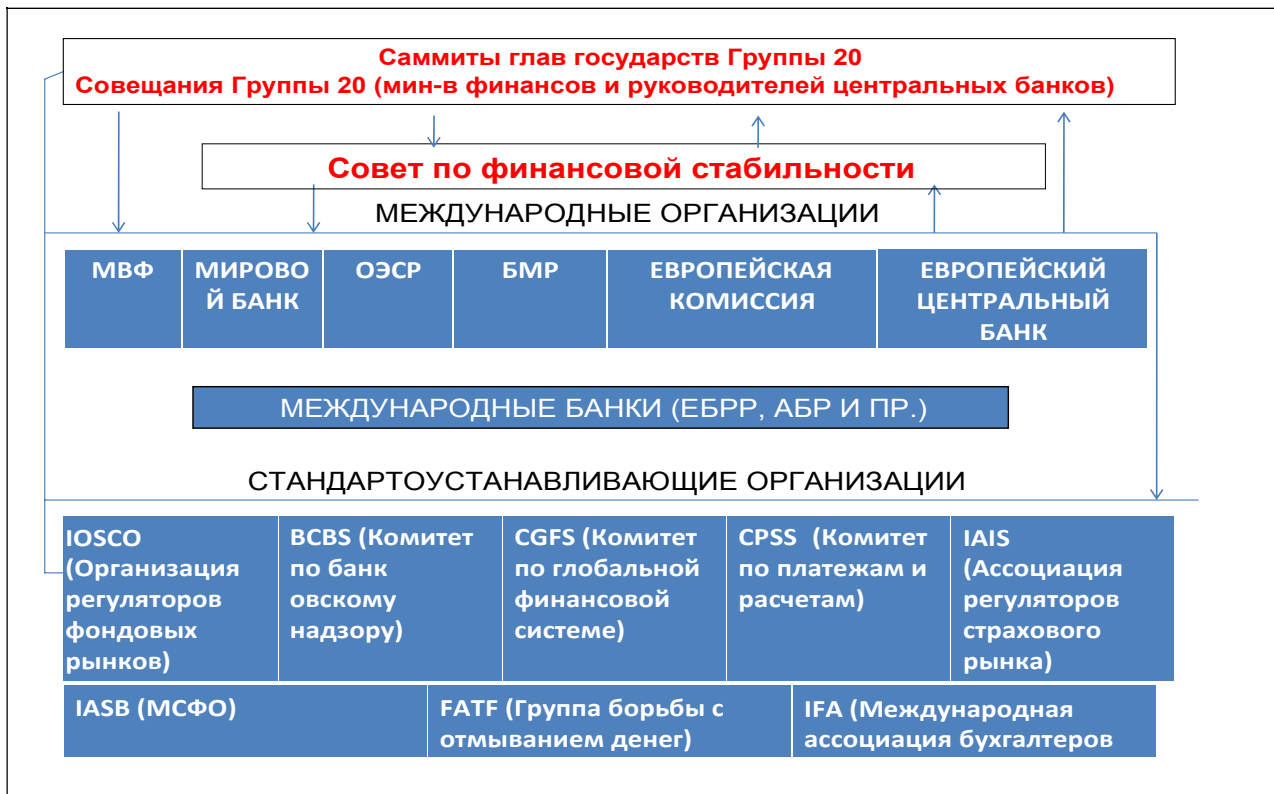 Саммиты глав государств Группы 20
Совещания Группы 20 (мин-в финансов и руководителей центральных банков)
Совет по финансовой стабильности
МЕЖДУНАРОДНЫЕ ОРГАНИЗАЦИИ
МВФ
МИРОВО
Й БАНК
ОЭСР
БМР
ЕВРОПЕЙСКАЯ
КОМИССИЯ
ЕВРОПЕЙСКИЙ
ЦЕНТРАЛЬНЫЙ
БАНК
МЕЖДУНАРОДНЫЕ БАНКИ (ЕБРР, АБР И ПР.)
СТАНДАРТОУСТАНАВЛИВАЮЩИЕ ОРГАНИЗАЦИИ
IOSCO
(Организация
регуляторов
фондовых
рынков)
BCBS (Комитет
по банк
овскому
надзору)
CGFS (Комитет
по глобальной
финансовой
системе)
CPSS (Комитет
по платежам и
расчетам)
IAIS
(Ассоциация
регуляторов
страхового
рынка)
IASB (МСФО)
FATF (Группа борьбы с
отмыванием денег)
IFA (Международная
ассоциация бухгалтеров